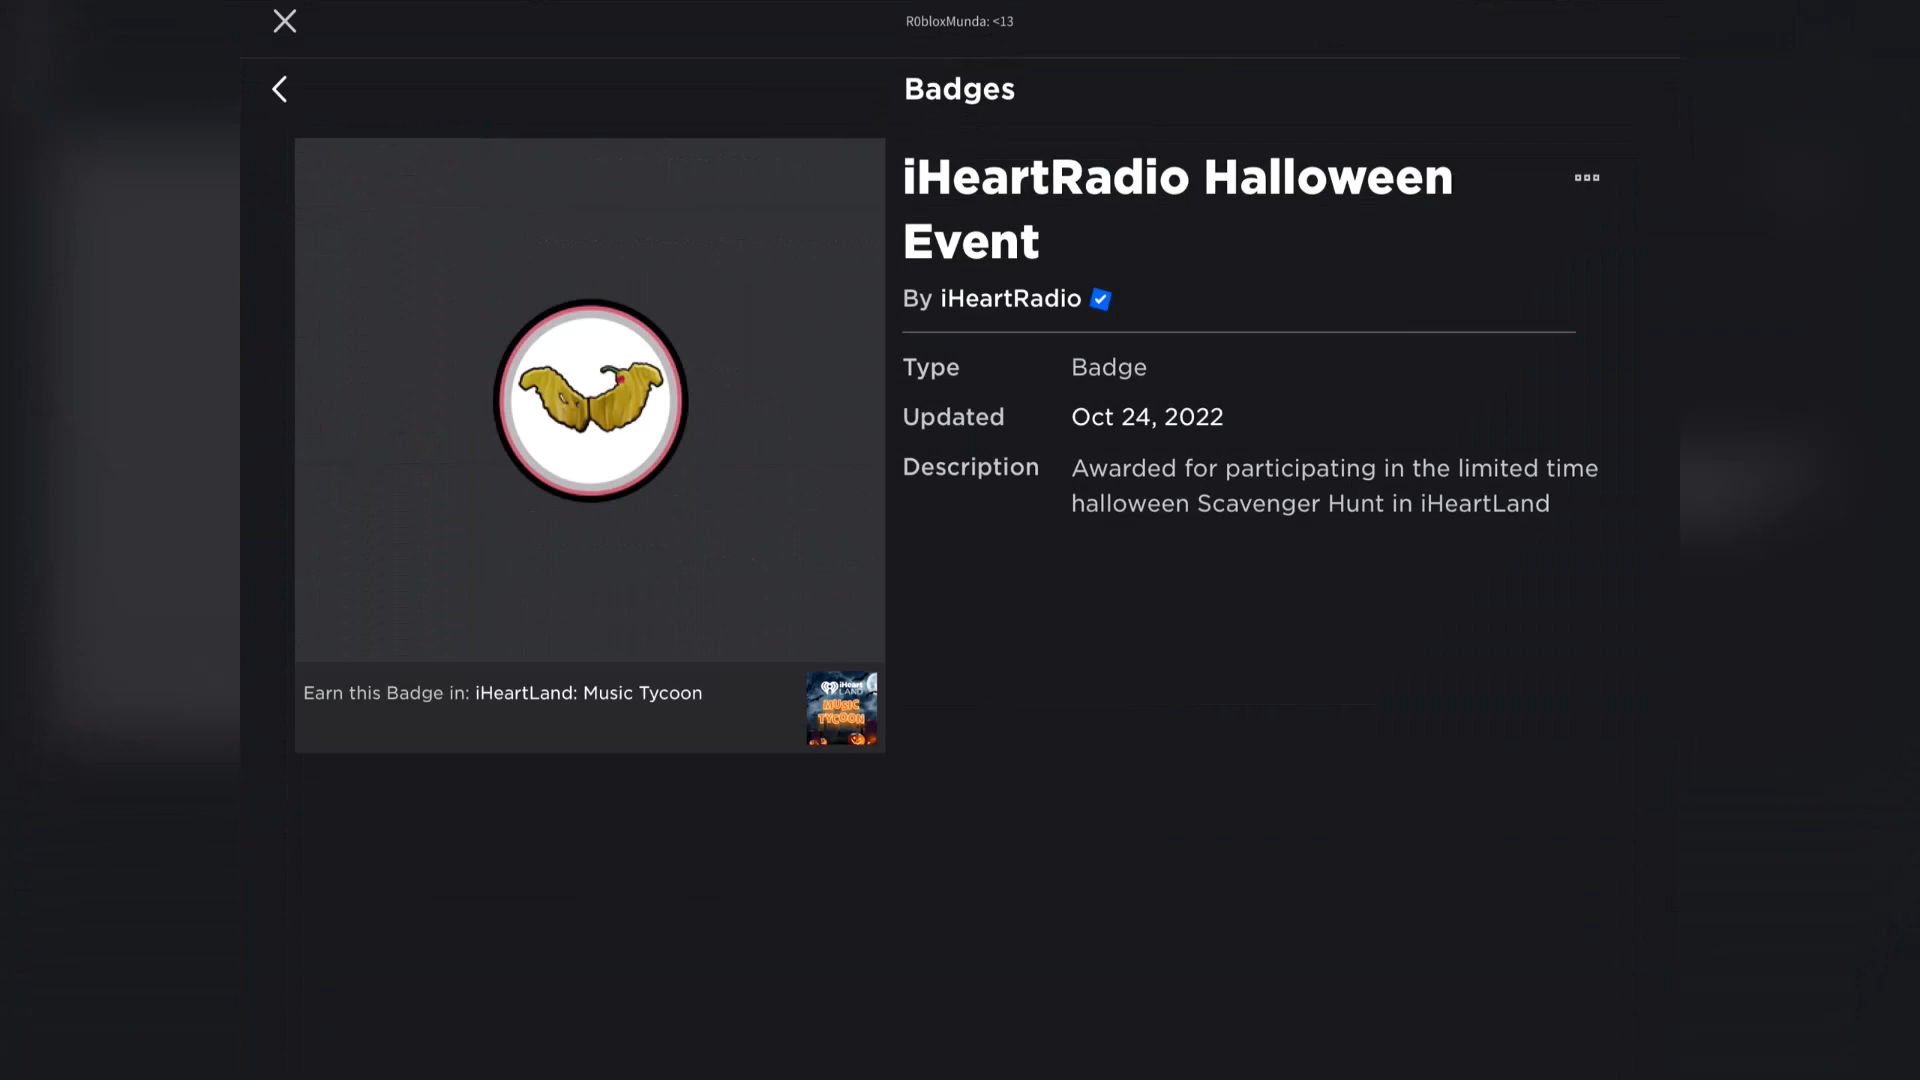 R0bloxMunda: <13
Badges
iHeartRadio Halloween
Event
By iHeartRadio
Type Badge
Updated Oct 24, 2022
Description Awarded for participating in the limited time
halloween Scavenger Hunt in iHeartLand
Earn this Badge in: iHeartLand: Music Tycoon
iHeart
LAND
MUSIC
TYCOON